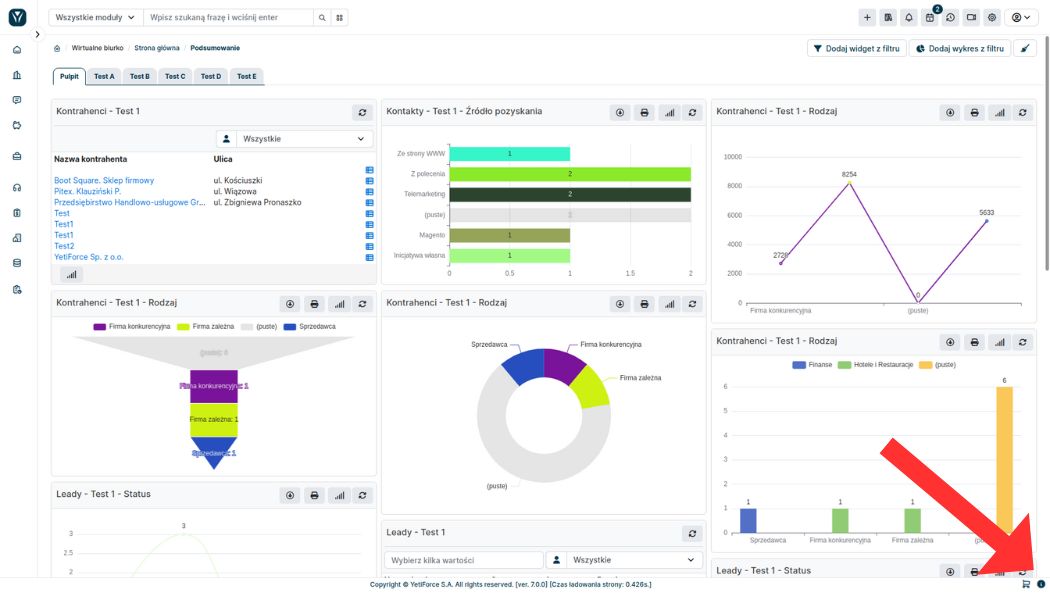 Wszystkie moduły
Wpisz szukaną frazę i wciśnij enter
2
/ Wirtualne biurko / Strona główna / Podsumowanie
Dodaj widget z filtru
Dodaj wykres z filtru
Pulpit
Test A
Test B
Test C
Test D
Test E
Kontrahenci - Test 1
Wszystkie
Nazwa kontrahenta
Ulica
Boot Square. Sklep firmowy
ul. Kościuszki
Pitex. Klauziński P.
ul. Wiązowa
Przedsiębirstwo Handlowo-usługowe Gr...
ul. Zbigniewa Pronaszko
Test
Test1
Test1
Test2
YetiForce Sp. z o.o.
Kontakty - Test 1 - Źródło pozyskania
Ze strony WWW
1
Z polecenia
2
Telemarketing
2
(puste)
2
Magento
1
Inicjatywa własna
1
0
0.5
1
1.5
2
Kontrahenci - Test 1 - Rodzaj
10000
8000
6000
4000
2000
0
2728
8254
0
5633
Firma konkurencyjna
(puste)
Kontrahenci - Test 1 - Rodzaj
Firma konkurencyjna
Firma zależna
(puste)
Sprzedawca
(puste): 6
Firma konkurencyjna: 1
Firma zależna: 1
Sprzedawca: 1
Kontrahenci - Test 1 - Rodzaj
Sprzedawca
Firma konkurencyjna
Firma zależna
(puste)
Kontrahenci - Test 1 - Rodzaj
Finanse
Hotele i Restauracje
(puste)
6
5
4
3
2
1
0
1
1
1
6
Sprzedawca
Firma konkurencyjna
Firma zależna
Leady - Test 1 - Status
3
2.5
2
3
Leady - Test 1
Wybierz kilka wartości
Wszystkie
Leady - Test 1 - Status
Copyright © YetiForce S.A. All rights reserved. [ver. 7.0.0] [Czas ładowania strony: 0.426s.]